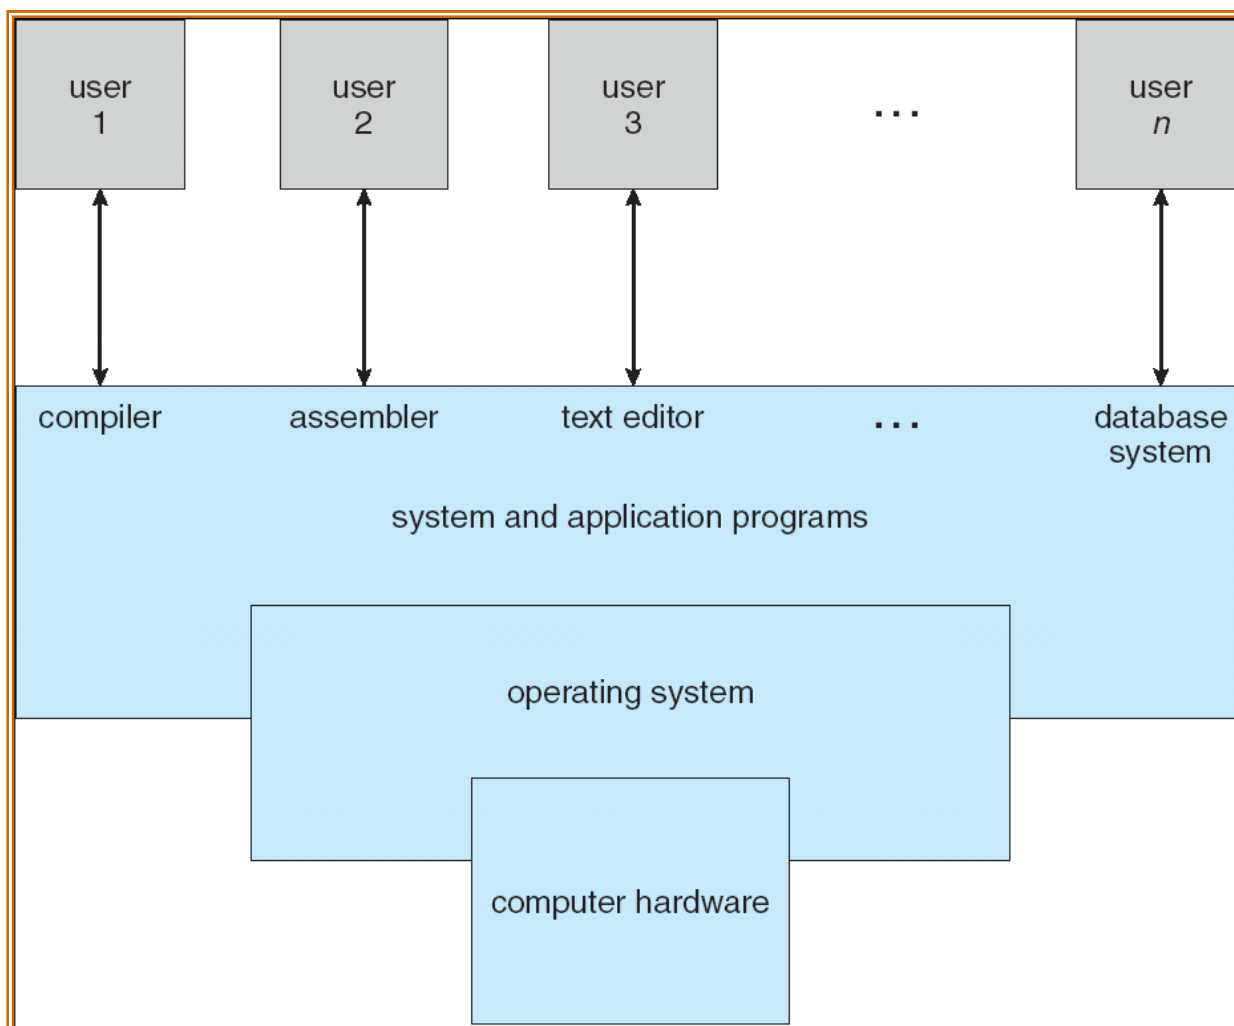 user
1
user
2
user
3
...
user
n
compiler
assembler
text editor
...
database
system
system and application programs
operating system
computer hardware